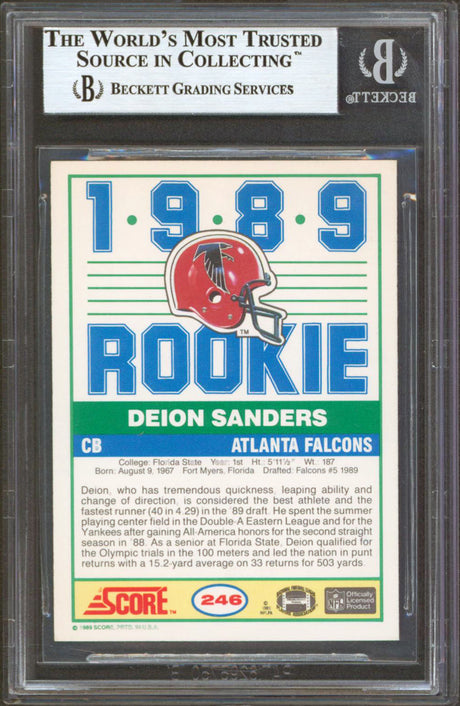 THE WORLD'S MOST TRUSTED
SOURCE IN COLLECTING™
BECKETT GRADING SERVICES
BECKETT
1·9·8·9
TM
ROOKIE
DEION SANDERS
CB ATLANTA FALCONS
College: Florida State Year: 1st Ht.: 5'11½" Wt.: 187
Born: August 9, 1967 Fort Myers, Florida Drafted: Falcons #5 1989
Deion, who has tremendous quickness, leaping ability and
change of direction, is considered the best athlete and the
fastest runner (40 in 4.29) in the '89 draft. He spent the summer
playing center field in the Double-A Eastern League and for the
Yankees after gaining All-America honors for the second straight
season in '88. As a senior at Florida State, Deion qualified for
the Olympic trials in the 100 meters and led the nation in punt
returns with a 15.2-yard average on 33 returns for 503 yards.
SCORE™
246
NFL
Officially
Licensed
Product
© 1989 SCORE, PRTD. IN U.S.A.